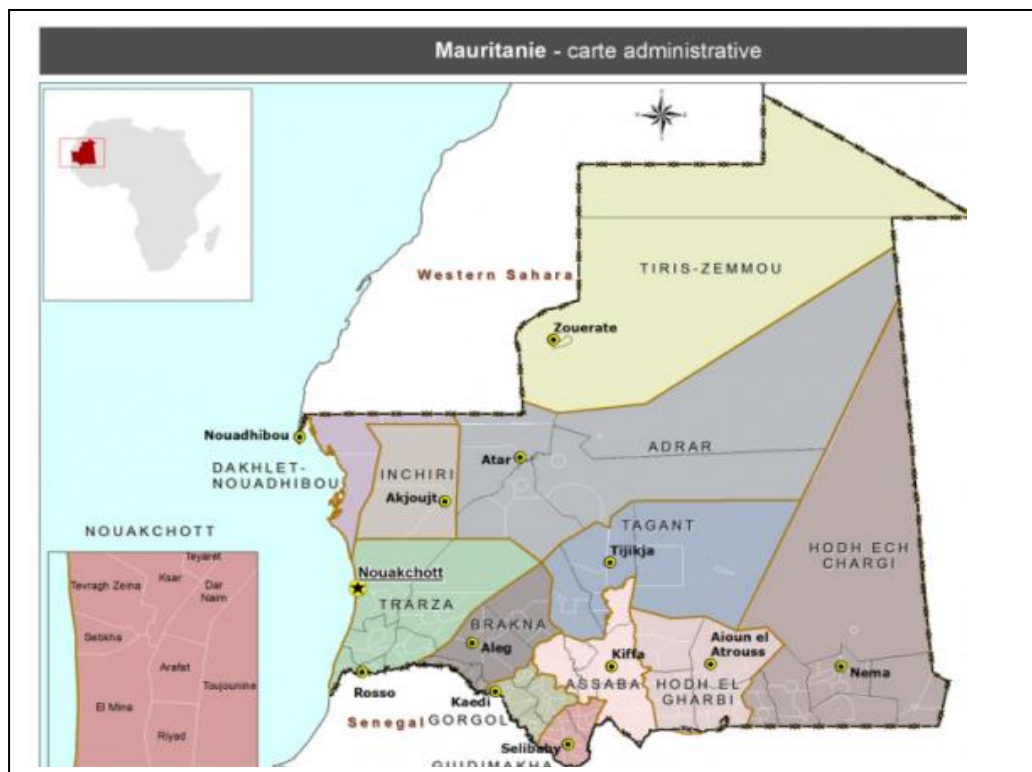 Mauritanie - carte administrative
Western Sahara
TIRIS-ZEMMOU
Zouerate
Nouadhibou
DAKHLET-
NOUADHIBOU
INCHIRI
Akjoujt
Atar
ADRAR
NOUAKCHOTT
TAGANT
Tijikja
HODH ECH
CHARGI
Nouakchott
TRARZA
BRAKNA
Aleg
Aioun el
Atrouss
Kiffa
Nema
ASSABA
HODH EL
GHARBI
Rosso
Kaedi
Senegal
GORGOL
Selibaby
GUIDIMAKHA
Teyaret
Tevragh Zeina
Ksar
Dar
Naim
Sebkha
Arafat
Toujounine
El Mina
Riyad